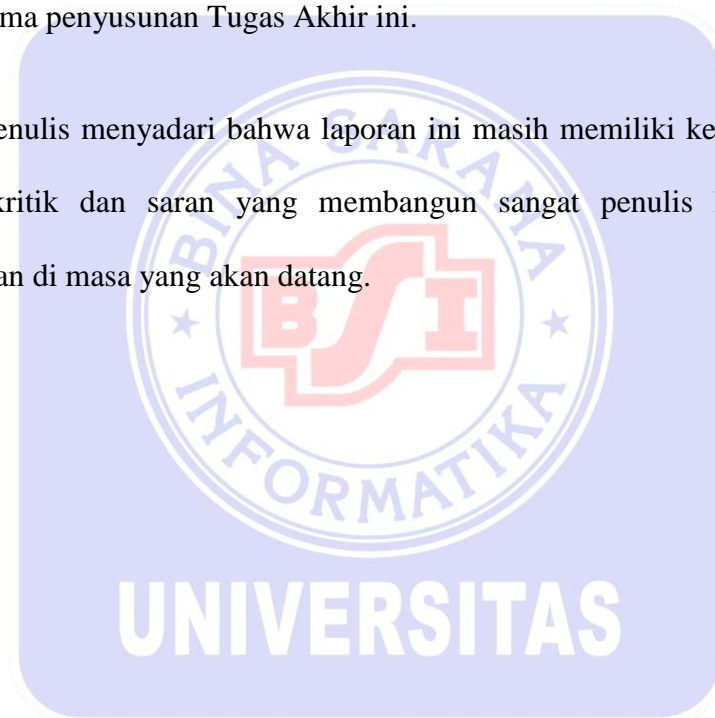 ma penyusunan Tugas Akhir ini.
enulis menyadari bahwa laporan ini masih memiliki ke
kritik dan saran yang membangun sangat penulis
an di masa yang akan datang.
BINA SARANA
BSI
INFORMATIKA
UNIVERSITAS